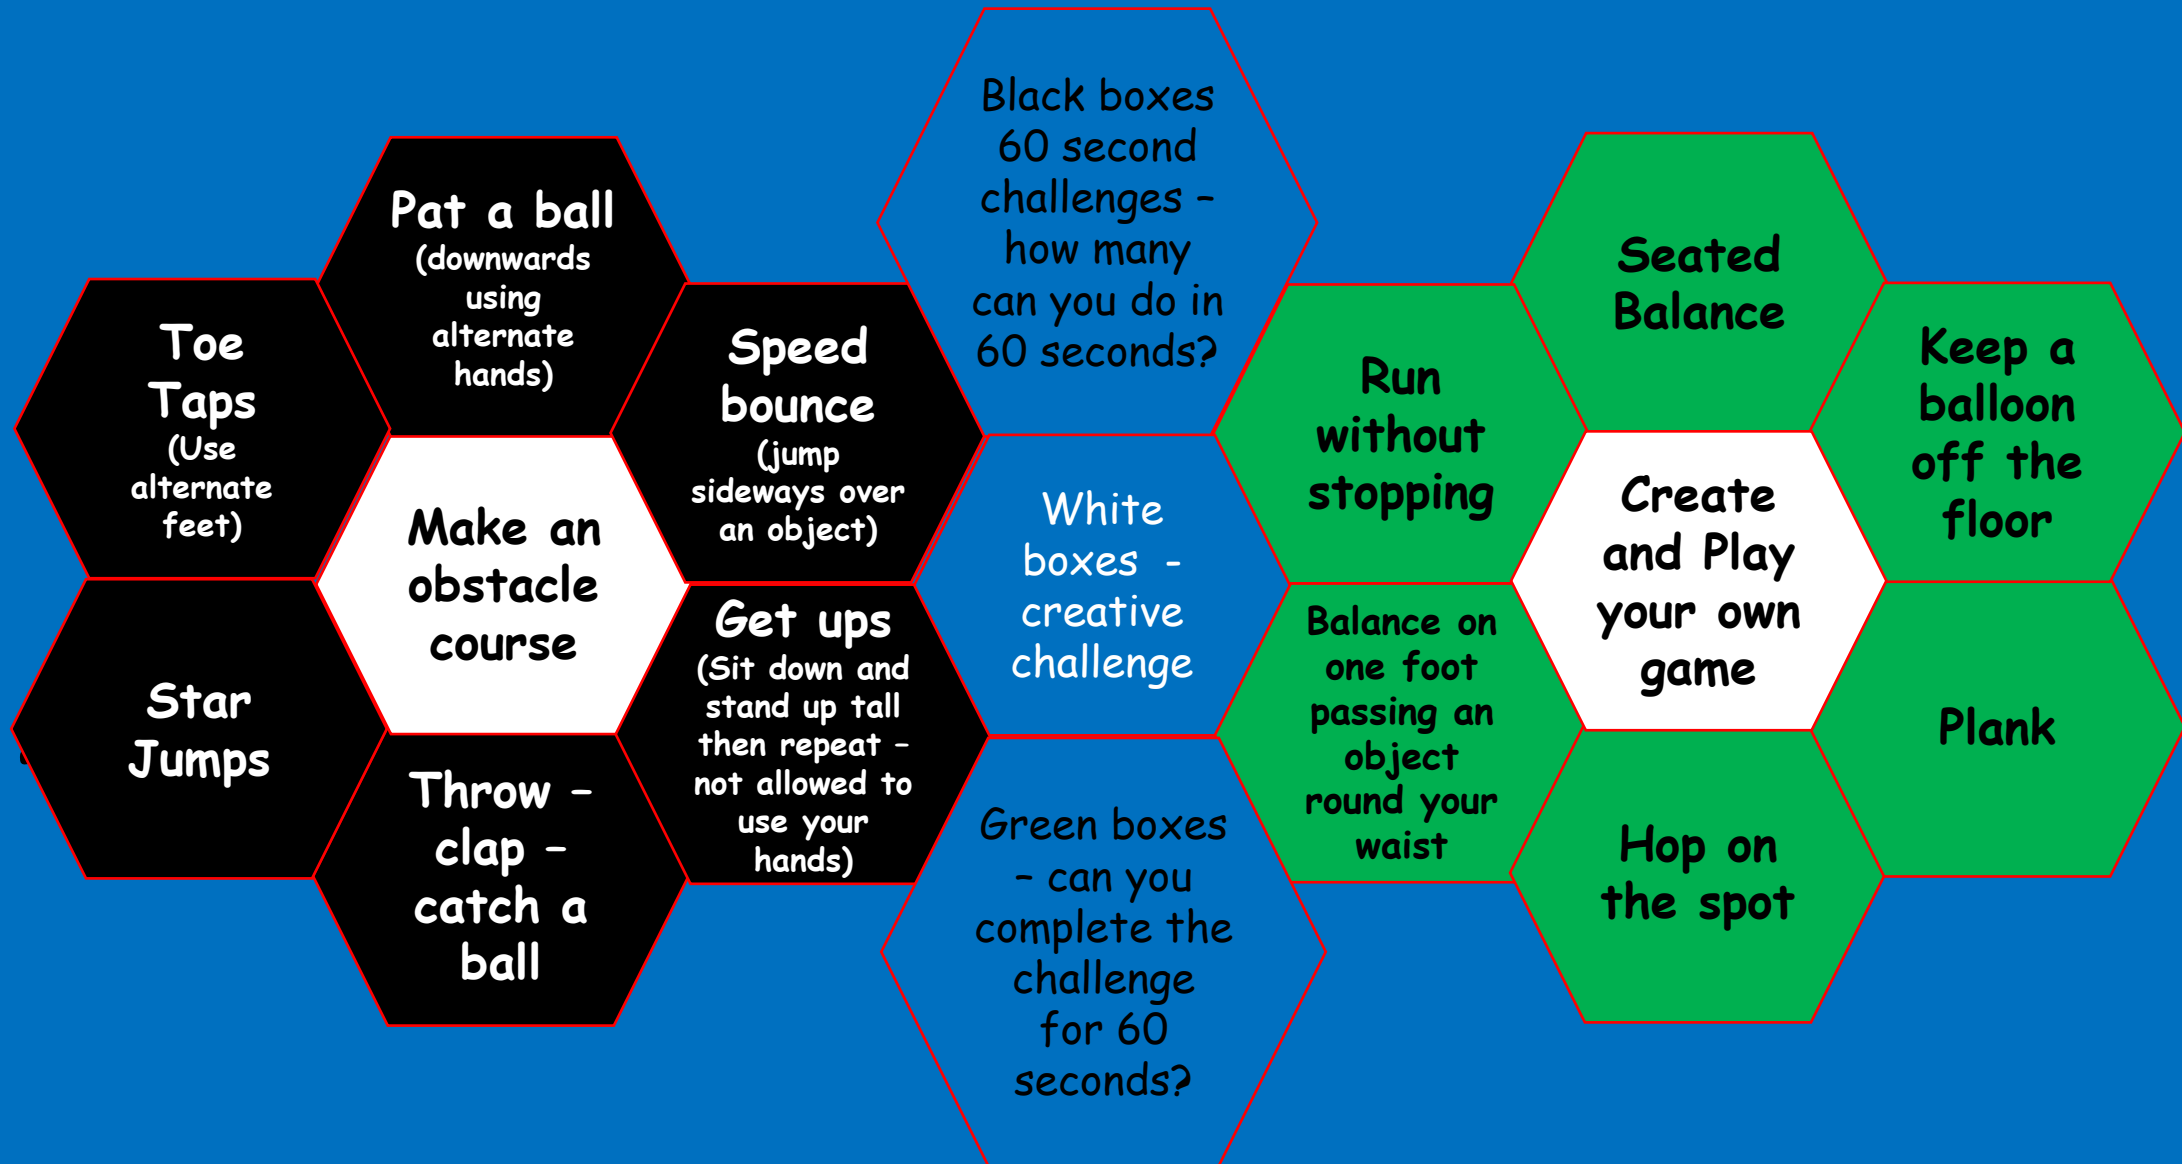 Toe
Taps
(Use
alternate
feet)
Pat a ball
(downwards
using
alternate
hands)
Speed
bounce
(jump
sideways over
an object)
Star
Jumps
Make an
obstacle
course
Get ups
(Sit down and
stand up tall
then repeat –
not allowed to
use your
hands)
Throw –
clap –
catch a
ball
Black boxes
60 second
challenges –
how many
can you do in
60 seconds?
White
boxes -
creative
challenge
Green boxes
– can you
complete the
challenge
for 60
seconds?
Run
without
stopping
Seated
Balance
Keep a
balloon
off the
floor
Balance on
one foot
passing an
object
round your
waist
Create
and Play
your own
game
Plank
Hop on
the spot